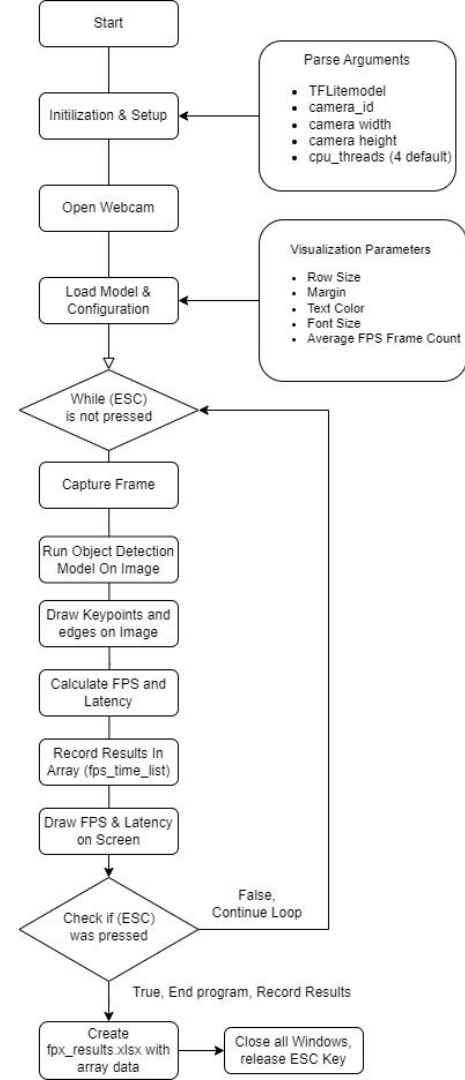 Start
Parse Arguments
• TFLitemodel
• camera_id
• camera width
• camera height
• cpu_threads (4 default)
Initilization & Setup
Open Webcam
Visualization Parameters
• Row Size
• Margin
• Text Color
• Font Size
• Average FPS Frame Count
Load Model &
Configuration
While (ESC)
is not pressed
Capture Frame
Run Object Detection
Model On Image
Draw Keypoints and
edges on Image
Calculate FPS and
Latency
Record Results In
Array (fps_time_list)
Draw FPS & Latency
on Screen
Check if (ESC)
was pressed
False,
Continue Loop
True, End program, Record Results
Create
fpx_results.xlsx with
array data
Close all Windows,
release ESC Key